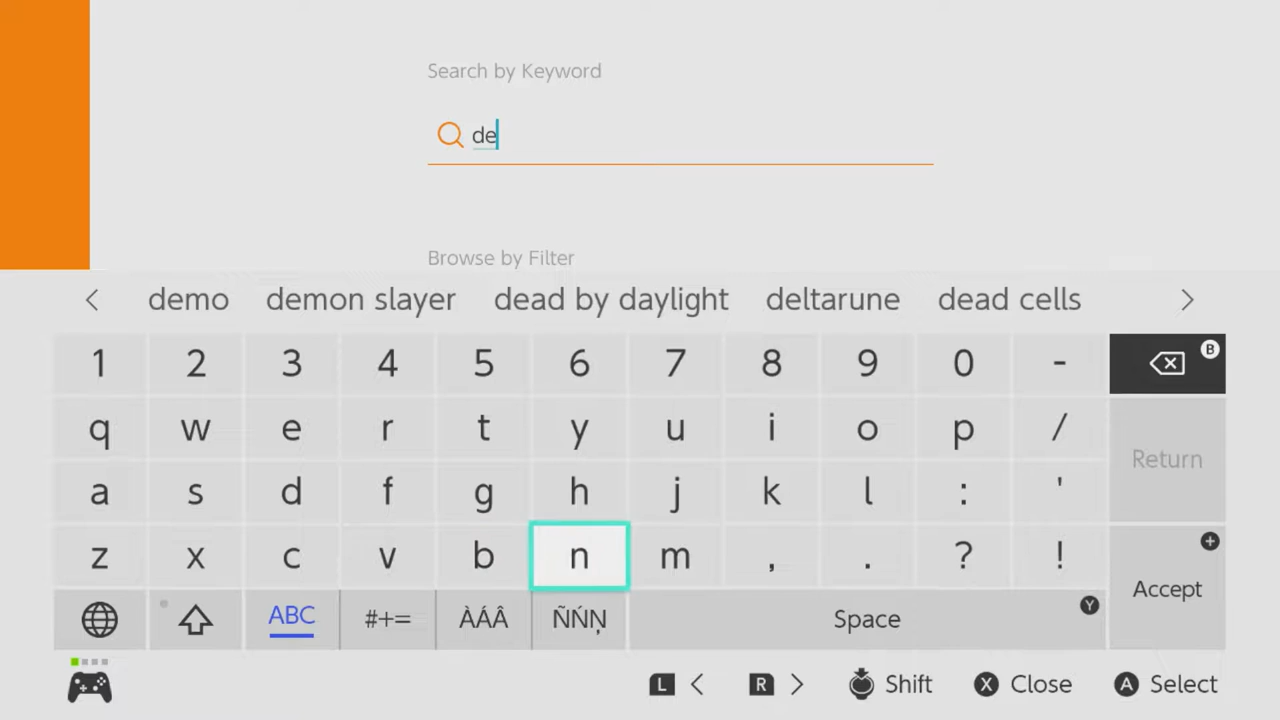 Search by Keyword
de
Browse by Filter
demo demon slayer dead by daylight deltarune dead cells
1 2 3 4 5 6 7 8 9 0 - B
q w e r t y u i o p /
Return
a s d f g h j k l : '
z x c v b n m , . ? ! +
Accept
ABC #+= ÀÁÂ ÑŃŅ Space Y
L < R > Shift X Close A Select